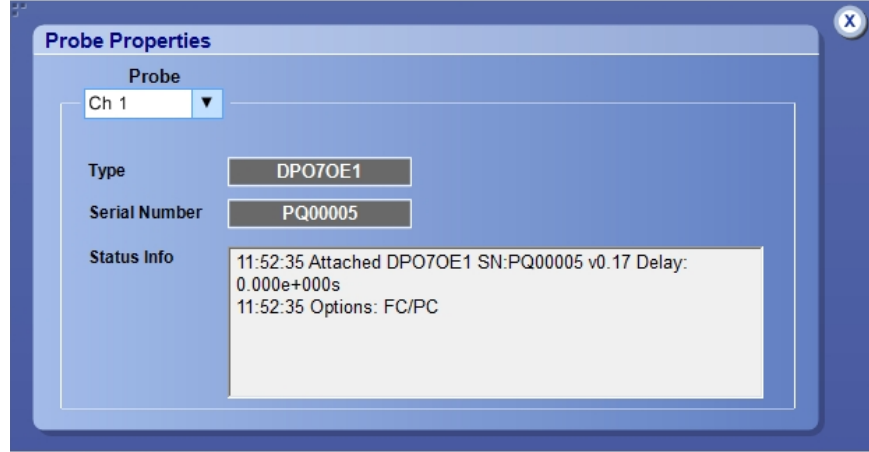 Probe Properties
Probe
Ch 1
Type
DPO7OE1
Serial Number
PQ00005
Status Info
11:52:35 Attached DPO7OE1 SN:PQ00005 v0.17 Delay:
0.000e+000s
11:52:35 Options: FC/PC
X